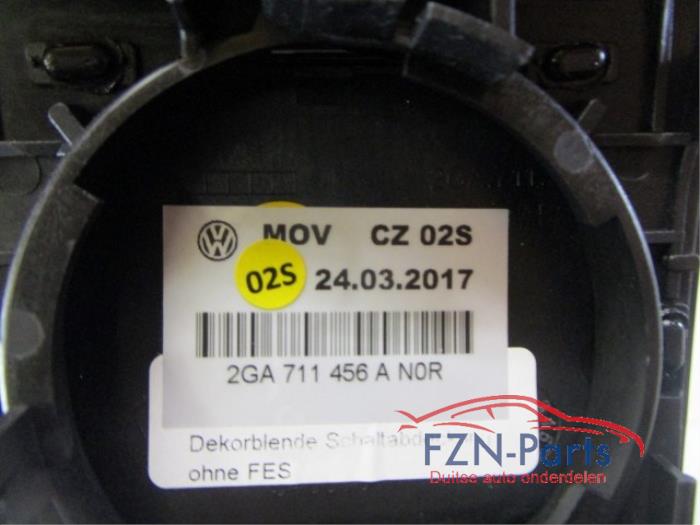 MOV CZ 02S
02S 24.03.2017
2GA 711 456 A N0R
Dekorblende
ohne FES
FZN-Parts
Duitse auto onderdelen